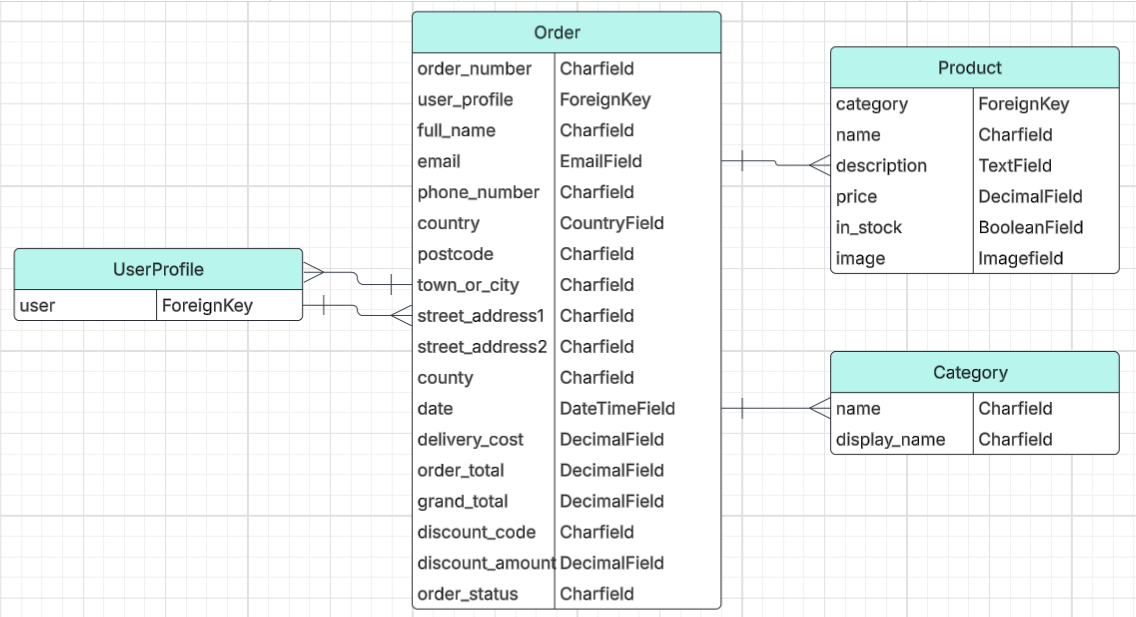 Order
order_number Charfield
user_profile ForeignKey
full_name Charfield
email EmailField
phone_number Charfield
country CountryField
postcode Charfield
town_or_city Charfield
street_address1 Charfield
street_address2 Charfield
county Charfield
date DateTimeField
delivery_cost DecimalField
order_total DecimalField
grand_total DecimalField
discount_code Charfield
discount_amount DecimalField
order_status Charfield
Product
category ForeignKey
name Charfield
description TextField
price DecimalField
in_stock BooleanField
image Imagefield
UserProfile
user ForeignKey
Category
name Charfield
display_name Charfield